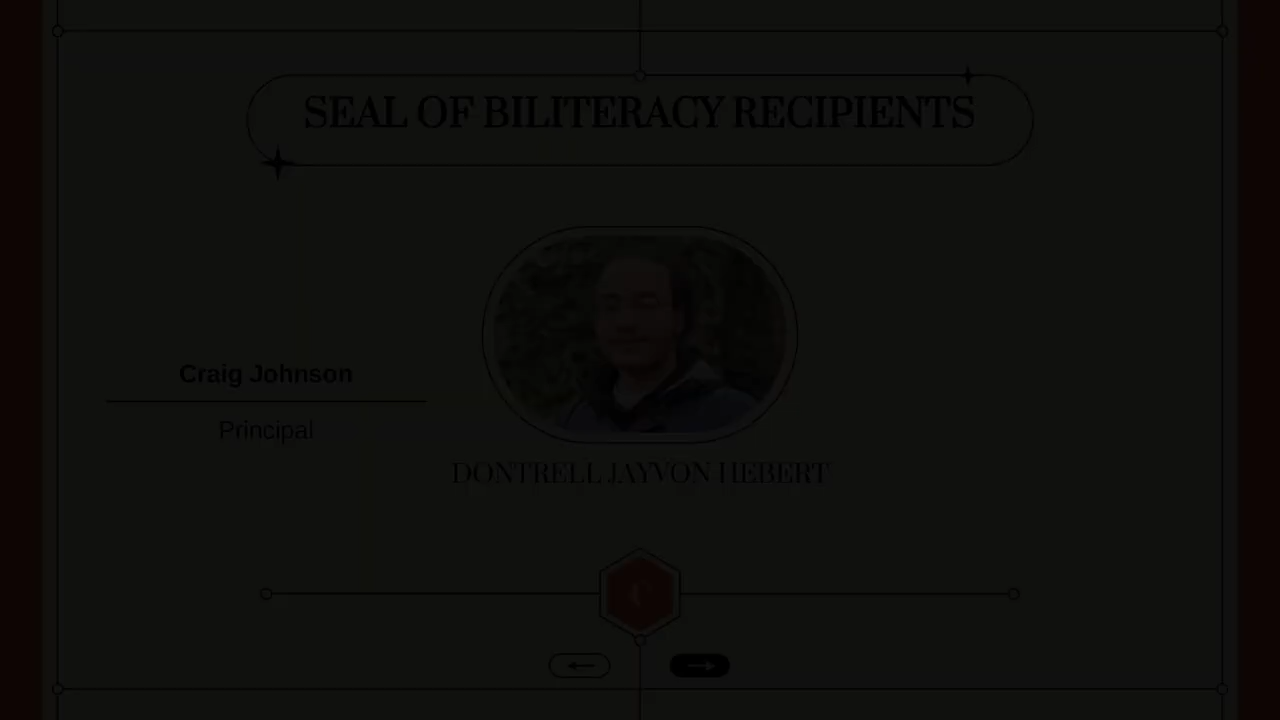 SEAL OF BILITERACY RECIPIENTS
Craig Johnson
Principal
DONTRELL JAYVON HEBERT